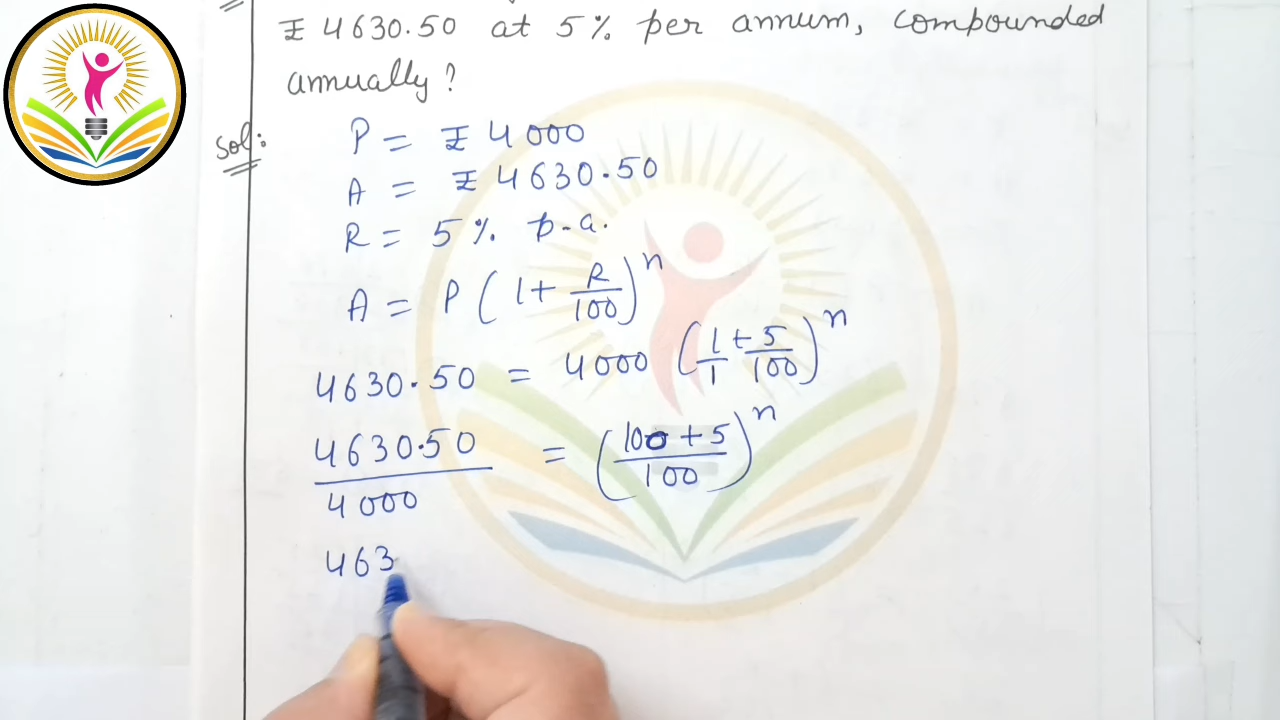 ₹ 4630.50 at 5% per annum, compounded
annually?
Sol:
P = ₹ 4000
A = ₹ 4630.50
R = 5% p.a.
A = P (1 + R/100)^n
4630.50 = 4000 (1/1 + 5/100)^n
4630.50/4000 = (100 + 5/100)^n
463